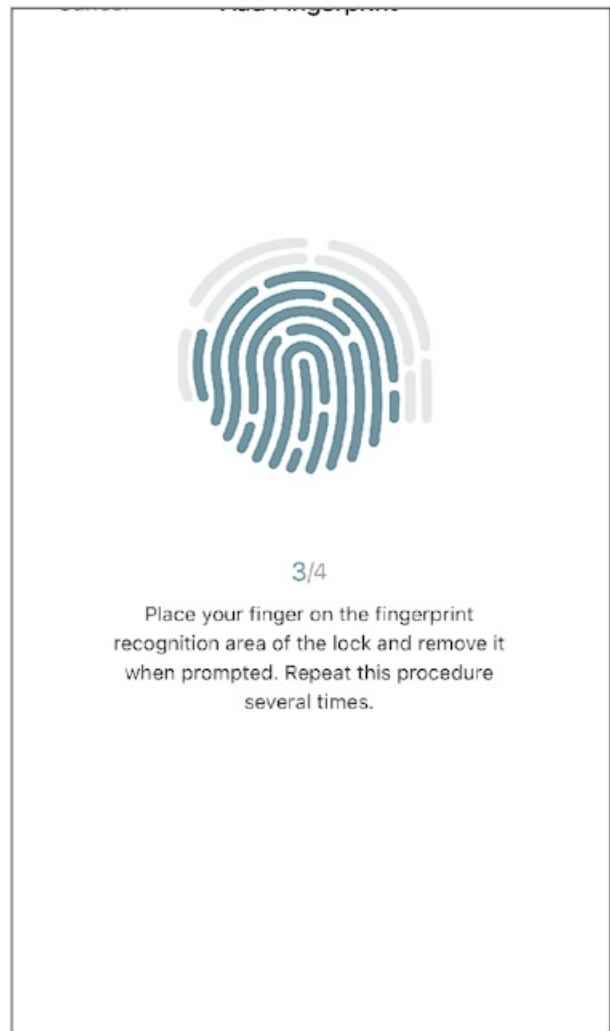 3/4
Place your finger on the fingerprint
recognition area of the lock and remove it
when prompted. Repeat this procedure
several times.